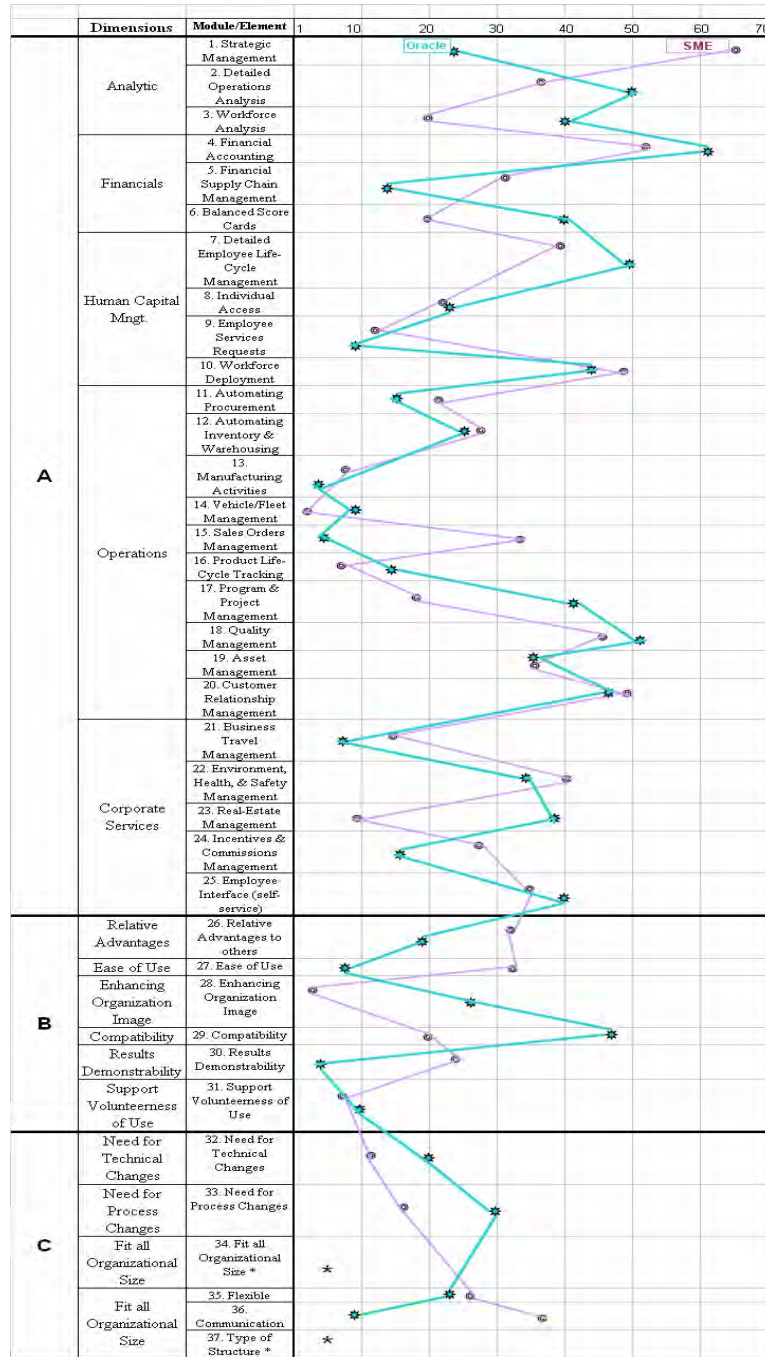 Dimensions Module/Element 1 10 20 30 40 50 60 70
Oracle SME
A
Analytic
1. Strategic
Management
2. Detailed
Operations
Analysis
3. Workforce
Analysis
Financials
4. Financial
Accounting
5. Financial
Supply Chain
Management
6. Balanced Score
Cards
Human Capital
Mngt.
7. Detailed
Employee Life-
Cycle
Management
8. Individual
Access
9. Employee
Services
Requests
10. Workforce
Deployment
Operations
11. Automating
Procurement
12. Automating
Inventory &
Warehousing
13.
Manufacturing
Activities
14. Vehicle/Fleet
Management
15. Sales Orders
Management
16. Product Life-
Cycle Tracking
17. Program &
Project
Management
18. Quality
Management
19. Asset
Management
20. Customer
Relationship
Management
Corporate
Services
21. Business
Travel
Management
22. Environment,
Health, & Safety
Management
23. Real-Estate
Management
24. Incentives &
Commissions
Management
25. Employee
Interface (self-
service)
B
Relative
Advantages
26. Relative
Advantages to
others
Ease of Use
27. Ease of Use
Enhancing
Organization
Image
28. Enhancing
Organization
Image
Compatibility
29. Compatibility
Results
Demonstrability
30. Results
Demonstrability
Support
Volunteerness
of Use
31. Support
Volunteerness of
Use
C
Need for
Technical
Changes
32. Need for
Technical
Changes
Need for
Process
Changes
33. Need for
Process Changes
Fit all
Organizational
Size
34. Fit all
Organizational
Size *
*
Fit all
Organizational
Size
35. Flexible
36.
Communication
37. Type of
Structure *
*